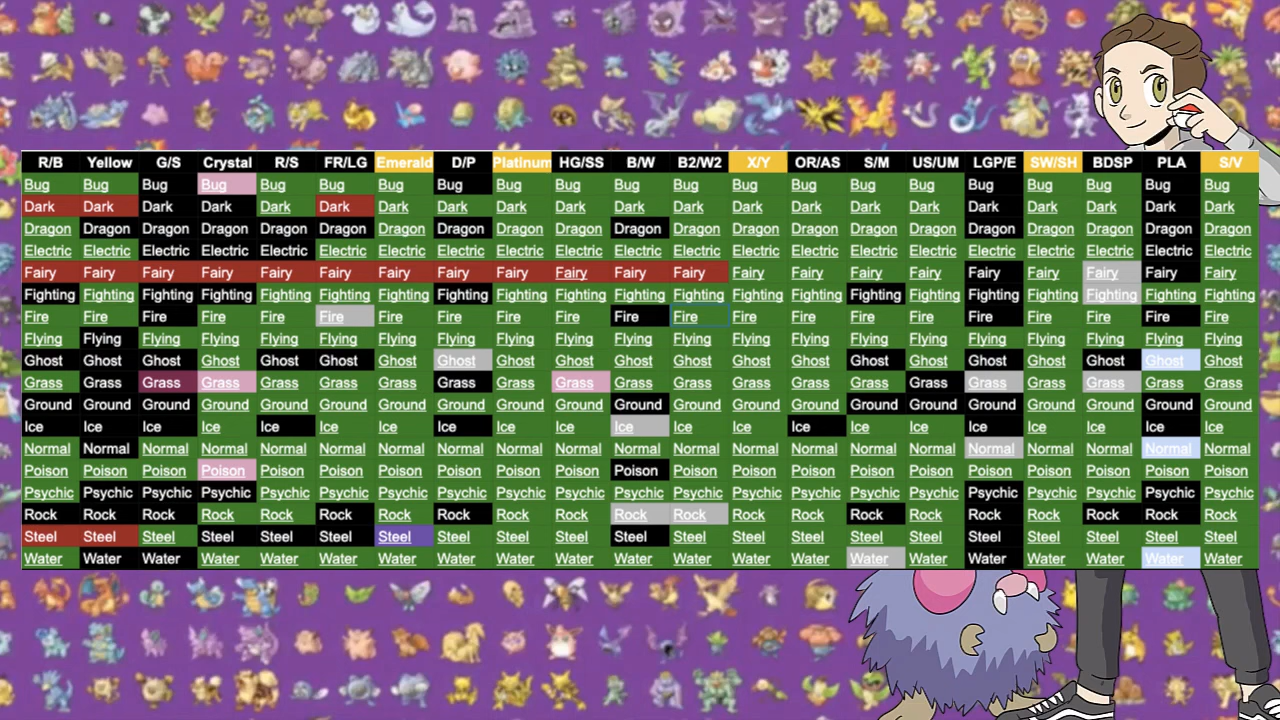 R/B Yellow G/S Crystal R/S FR/LG Emerald D/P Platinum HG/SS B/W B2/W2 X/Y OR/AS S/M US/UM LGP/E SW/SH BDSP PLA S/V
Bug Bug Bug Bug Bug Bug Bug Bug Bug Bug Bug Bug Bug Bug Bug Bug Bug Bug Bug Bug Bug
Dark Dark Dark Dark Dark Dark Dark Dark Dark Dark Dark Dark Dark Dark Dark Dark Dark Dark Dark Dark Dark
Dragon Dragon Dragon Dragon Dragon Dragon Dragon Dragon Dragon Dragon Dragon Dragon Dragon Dragon Dragon Dragon Dragon Dragon Dragon Dragon Dragon
Electric Electric Electric Electric Electric Electric Electric Electric Electric Electric Electric Electric Electric Electric Electric Electric Electric Electric Electric Electric Electric
Fairy Fairy Fairy Fairy Fairy Fairy Fairy Fairy Fairy Fairy Fairy Fairy Fairy Fairy Fairy Fairy Fairy Fairy Fairy Fairy Fairy
Fighting Fighting Fighting Fighting Fighting Fighting Fighting Fighting Fighting Fighting Fighting Fighting Fighting Fighting Fighting Fighting Fighting Fighting Fighting Fighting Fighting
Fire Fire Fire Fire Fire Fire Fire Fire Fire Fire Fire Fire Fire Fire Fire Fire Fire Fire Fire Fire Fire
Flying Flying Flying Flying Flying Flying Flying Flying Flying Flying Flying Flying Flying Flying Flying Flying Flying Flying Flying Flying Flying
Ghost Ghost Ghost Ghost Ghost Ghost Ghost Ghost Ghost Ghost Ghost Ghost Ghost Ghost Ghost Ghost Ghost Ghost Ghost Ghost Ghost
Grass Grass Grass Grass Grass Grass Grass Grass Grass Grass Grass Grass Grass Grass Grass Grass Grass Grass Grass Grass Grass
Ground Ground Ground Ground Ground Ground Ground Ground Ground Ground Ground Ground Ground Ground Ground Ground Ground Ground Ground Ground Ground
Ice Ice Ice Ice Ice Ice Ice Ice Ice Ice Ice Ice Ice Ice Ice Ice Ice Ice Ice Ice Ice
Normal Normal Normal Normal Normal Normal Normal Normal Normal Normal Normal Normal Normal Normal Normal Normal Normal Normal Normal Normal Normal
Poison Poison Poison Poison Poison Poison Poison Poison Poison Poison Poison Poison Poison Poison Poison Poison Poison Poison Poison Poison Poison
Psychic Psychic Psychic Psychic Psychic Psychic Psychic Psychic Psychic Psychic Psychic Psychic Psychic Psychic Psychic Psychic Psychic Psychic Psychic Psychic Psychic
Rock Rock Rock Rock Rock Rock Rock Rock Rock Rock Rock Rock Rock Rock Rock Rock Rock Rock Rock Rock Rock
Steel Steel Steel Steel Steel Steel Steel Steel Steel Steel Steel Steel Steel Steel Steel Steel Steel Steel Steel Steel Steel
Water Water Water Water Water Water Water Water Water Water Water Water Water Water Water Water Water Water Water Water Water